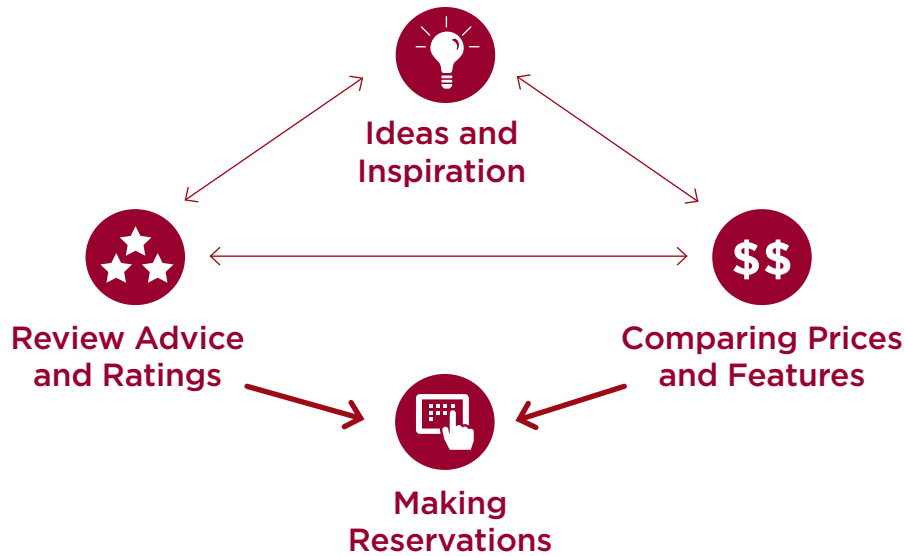 Ideas and
Inspiration
$$
Review Advice
and Ratings
Comparing Prices
and Features
Making
Reservations